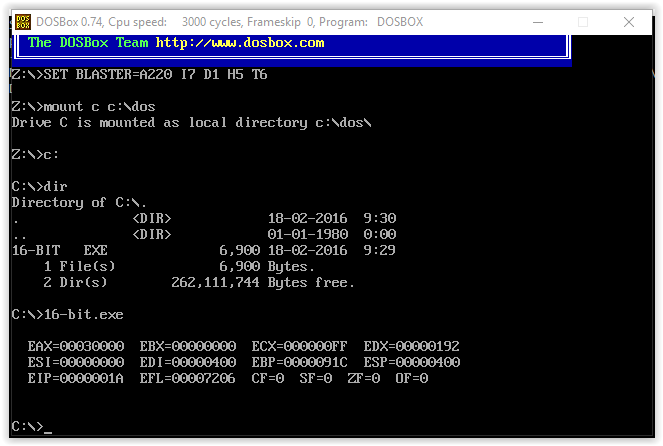 DOSBox 0.74, Cpu speed:    3000 cycles, Frameskip  0, Program:   DOSBOX
The DOSBox Team http://www.dosbox.com
Z:\>SET BLASTER=A220 I7 D1 H5 T6
Z:\>mount c c:\dos
Drive C is mounted as local directory c:\dos\
Z:\>c:
C:\>dir
Directory of C:\.
.              <DIR>            18-02-2016  9:30
..             <DIR>            01-01-1980  0:00
16-BIT   EXE              6,900 18-02-2016  9:29
    1 File(s)             6,900 Bytes.
    2 Dir(s)        262,111,744 Bytes free.
C:\>16-bit.exe
EAX=00030000  EBX=00000000  ECX=000000FF  EDX=00000192
ESI=00000000  EDI=00000400  EBP=0000091C  ESP=00000400
EIP=0000001A  EFL=00007206  CF=0  SF=0  ZF=0  OF=0
C:\>_